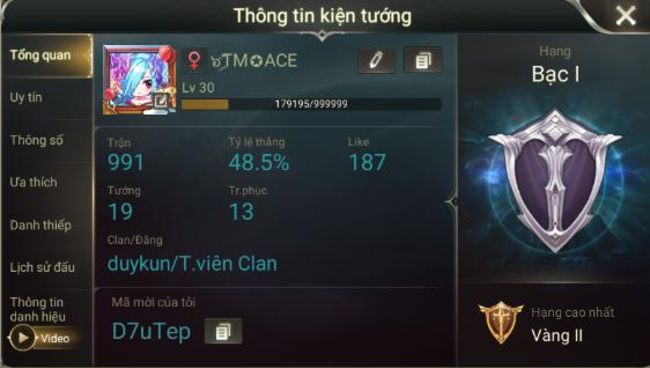 Thông tin kiện tướng
Tổng quan
Uy tín
Thông số
Ưa thích
Danh thiếp
Lịch sử đấu
Thông tin
danh hiệu
Video
TM✪ACE
Lv 30
179195/999999
Trận
991
Tỷ lệ thắng
48.5%
Like
187
Tướng
19
Tr.phục
13
Clan/Đẳng
duykun/T.viên Clan
Mã mời của tôi
D7uTep
Hạng
Bạc I
Hạng cao nhất
Vàng II